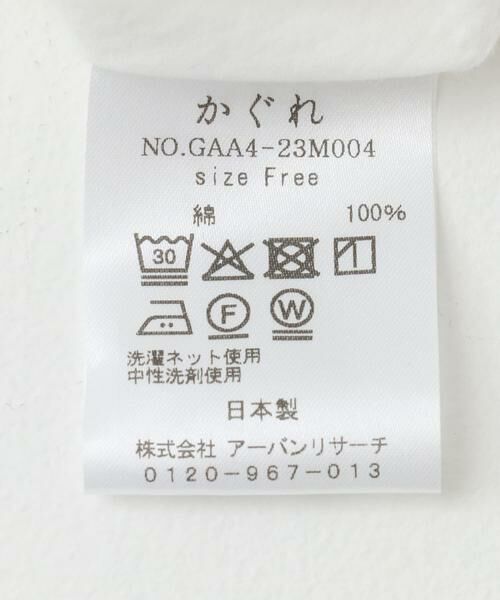 かぐれ
NO.GAA4-23M004
size Free
綿 100%
30
F W
洗濯ネット使用
中性洗剤使用
日本製
株式会社 アーバンリサーチ
0120-967-013